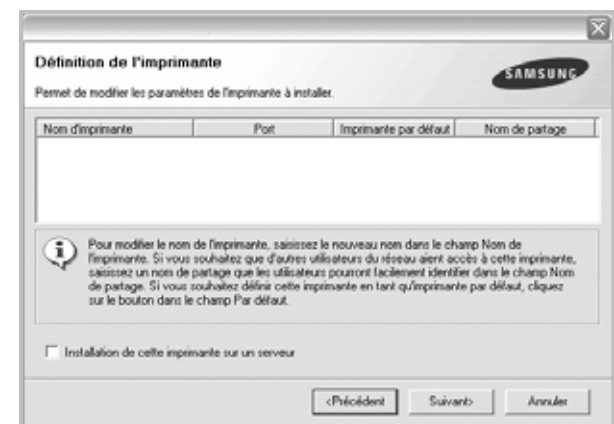 Définition de l'imprimante
Permet de modifier les paramètres de l'imprimante à installer.
SAMSUNG
Nom d'imprimante Port Imprimante par défaut Nom de partage
Pour modifier le nom de l'imprimante, saisissez le nouveau nom dans le champ Nom de
l'imprimante. Si vous souhaitez que d'autres utilisateurs du réseau aient accès à cette imprimante,
saisissez un nom de partage que les utilisateurs pourront facilement identifier dans le champ Nom
de partage. Si vous souhaitez définir cette imprimante en tant qu'imprimante par défaut, cliquez
sur le bouton dans le champ Par défaut.
Installation de cette imprimante sur un serveur
<Précédent Suivant> Annuler